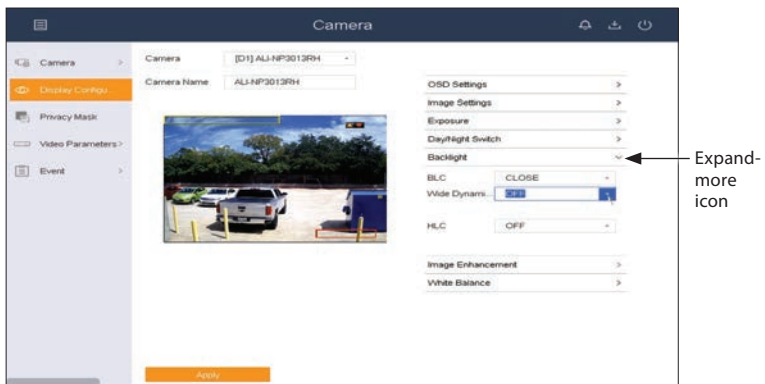 Camera
Camera
Display Configu...
Privacy Mask
Video Parameters
Event
Camera
[D1] ALI-NP3013RH
Camera Name
ALI-NP3013RH
OSD Settings
Image Settings
Exposure
Day/Night Switch
Backlight
BLC
CLOSE
Wide Dynami...
OFF
HLC
OFF
Image Enhancement
White Balance
Apply
Expand-
more
icon